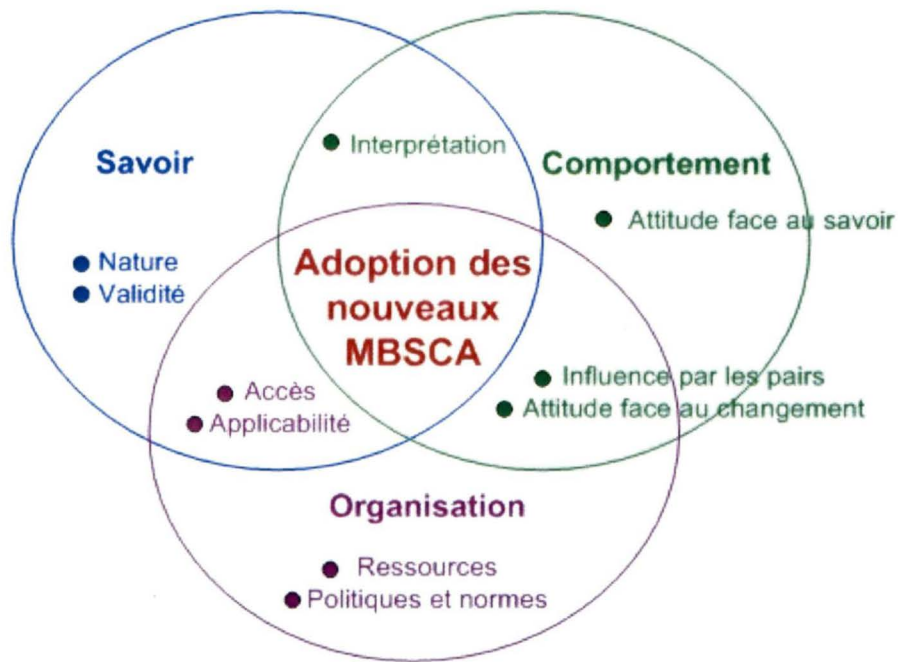 Interprétation
Savoir
Comportement
Attitude face au savoir
Nature
Validité
Adoption des
nouveaux
MBSCA
Influence par les pairs
Attitude face au changement
Accès
Applicabilité
Organisation
Ressources
Politiques et normes